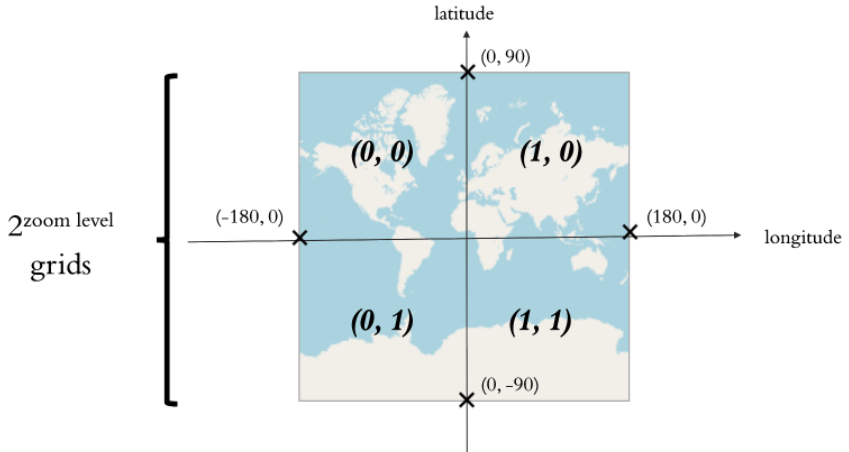 latitude
(0, 90)
(0, 0)
(1, 0)
(-180, 0)
(180, 0)
2zoom level
grids
longitude
(0, 1)
(1, 1)
(0, -90)